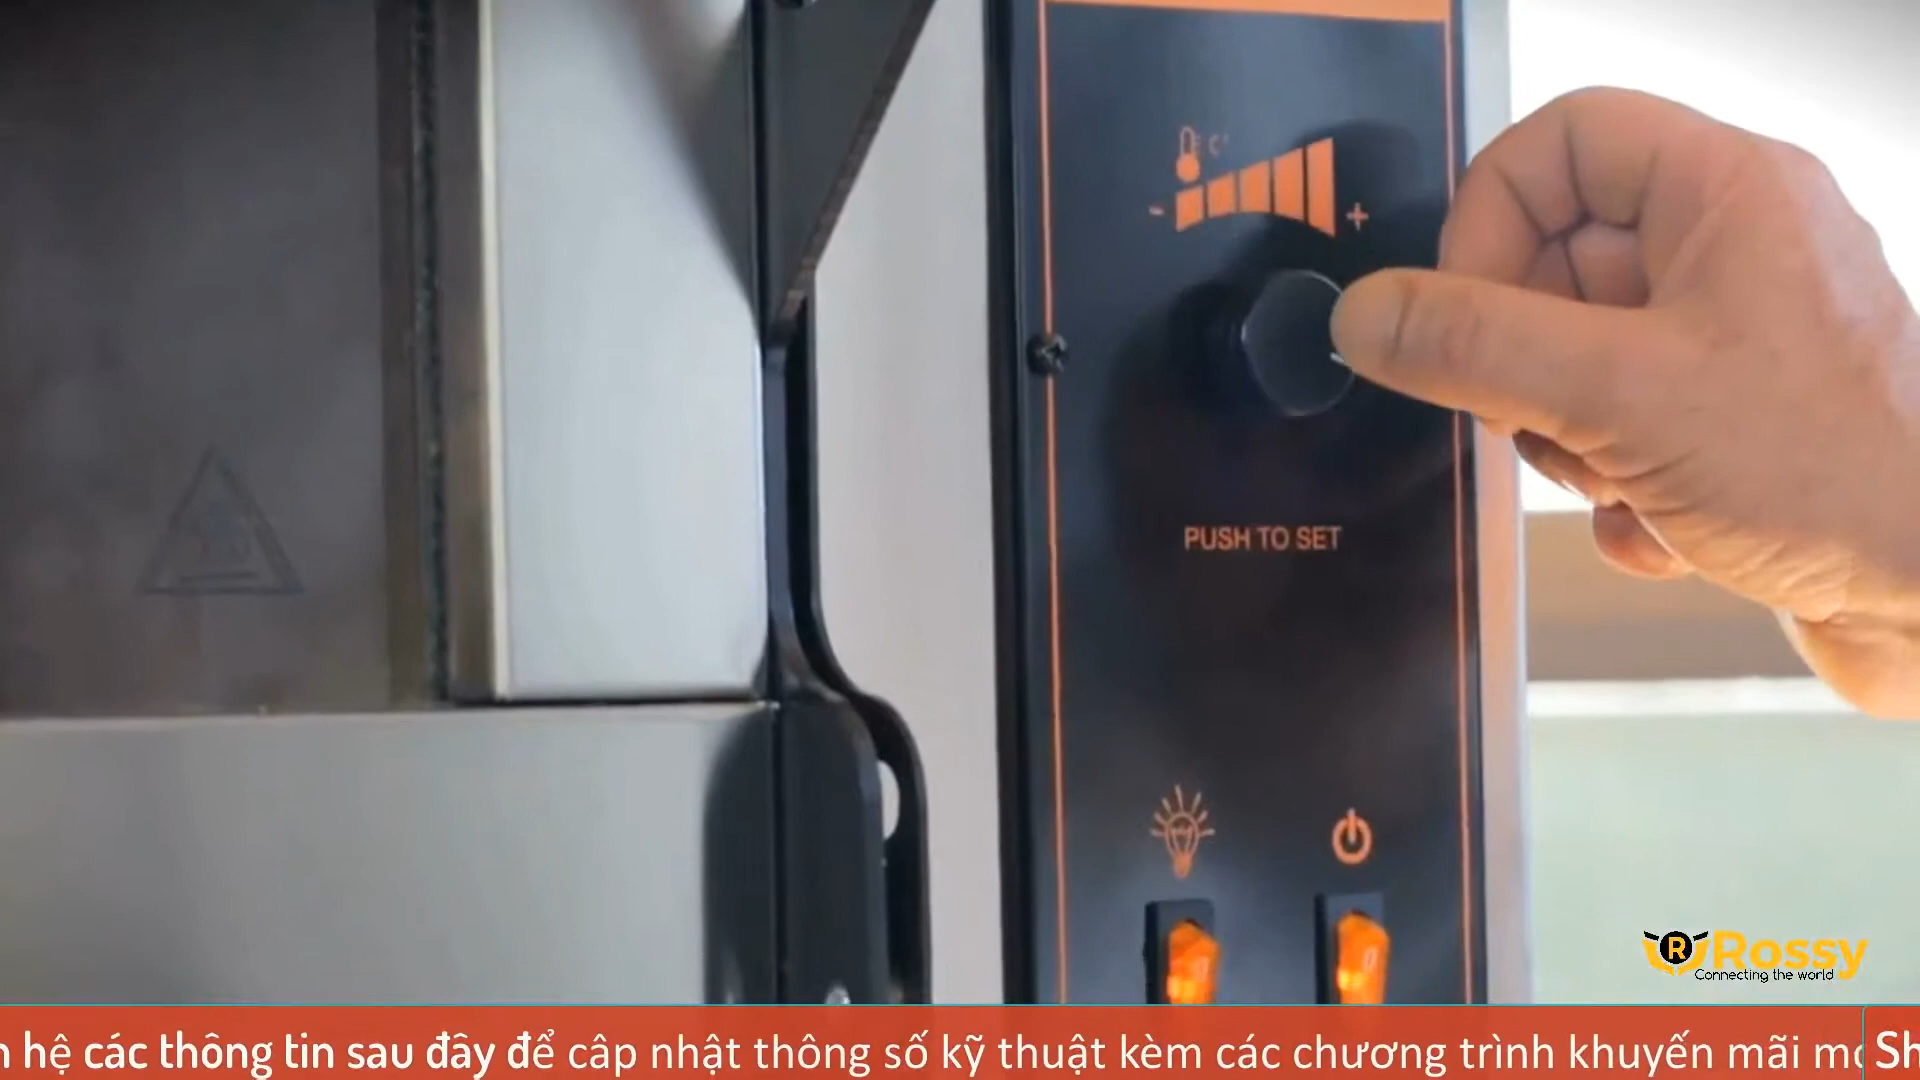 - +
PUSH TO SET
R Rossy
Connecting the world
hệ các thông tin sau đây để câp nhật thông số kỹ thuật kèm các chương trình khuyến mãi